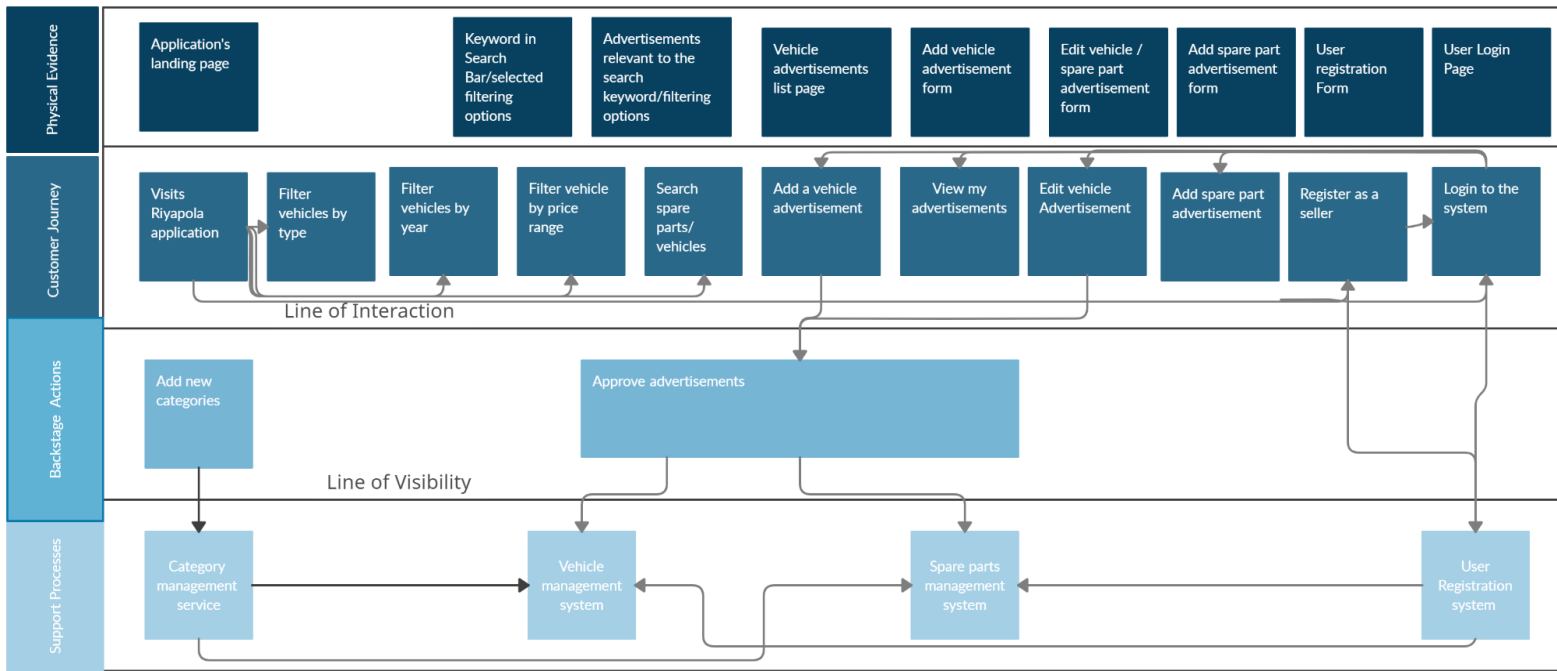 Physical Evidence
Application's
landing page
Keyword in
Search
Bar/selected
filtering
options
Advertisements
relevant to the
search
keyword/filtering
options
Vehicle
advertisements
list page
Add vehicle
advertisement
form
Edit vehicle /
spare part
advertisement
form
Add spare part
advertisement
form
User
registration
Form
User Login
Page
Customer Journey
Visits
Riyapola
application
Filter
vehicles by
type
Filter
vehicles by
year
Filter vehicle
by price
range
Search
spare
parts/
vehicles
Add a vehicle
advertisement
View my
advertisements
Edit vehicle
Advertisement
Add spare part
advertisement
Register as a
seller
Login to the
system
Line of Interaction
Backstage Actions
Add new
categories
Approve advertisements
Line of Visibility
Support Processes
Category
management
service
Vehicle
management
system
Spare parts
management
system
User
Registration
system